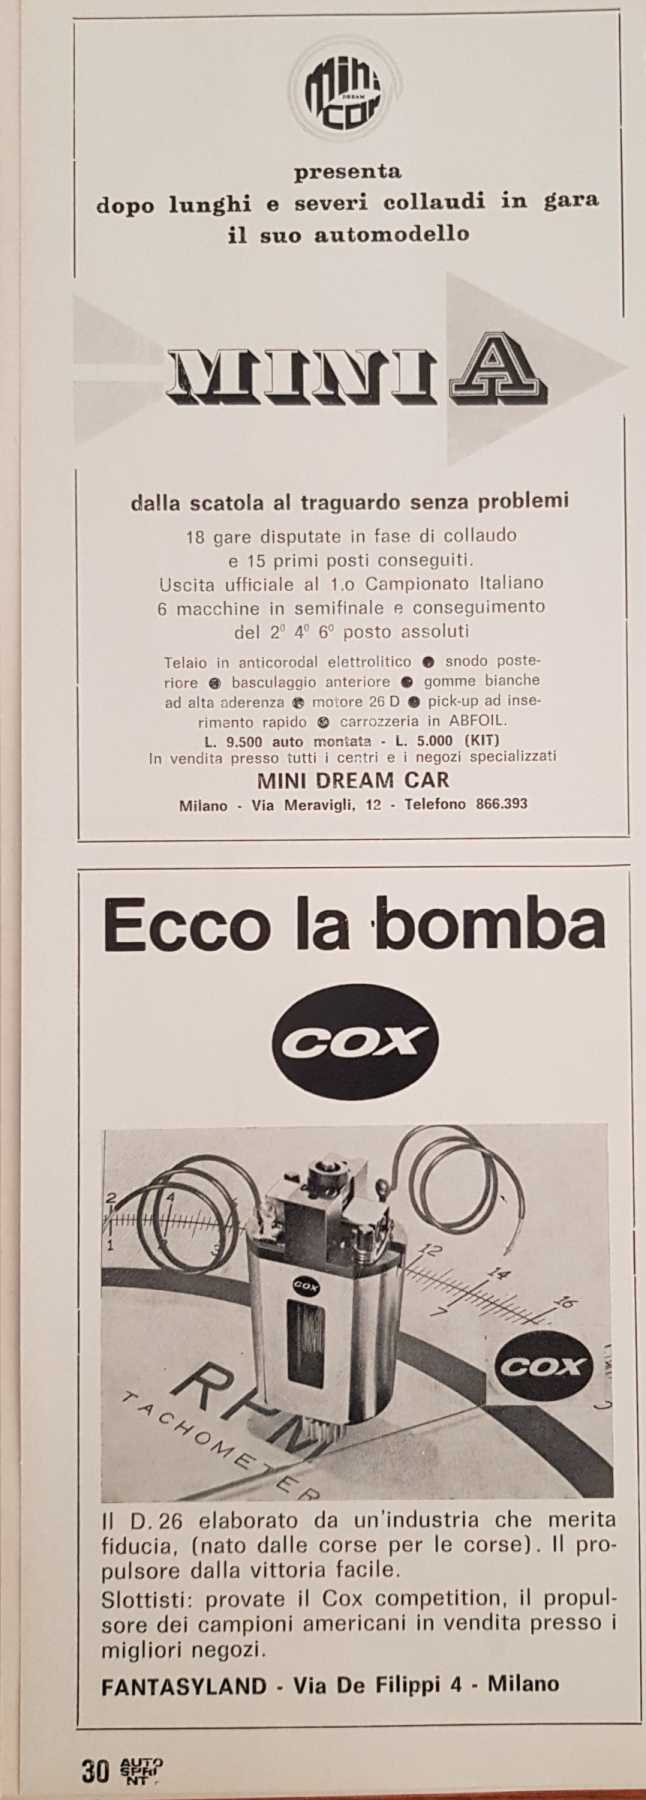 mini
DREAM
car
presenta
dopo lunghi e severi collaudi in gara
il suo automodello
MINI A
dalla scatola al traguardo senza problemi
18 gare disputate in fase di collaudo
e 15 primi posti conseguiti.
Uscita ufficiale al 1.o Campionato Italiano
6 macchine in semifinale e conseguimento
del 2º 4º 6º posto assoluti
Telaio in anticorodal elettrolitico ● snodo poste-
riore ● basculaggio anteriore ● gomme bianche
ad alta aderenza ● motore 26 D ● pick-up ad inse-
rimento rapido ● carrozzeria in ABFOIL.
L. 9.500 auto montata - L. 5.000 (KIT)
In vendita presso tutti i centri e i negozi specializzati
MINI DREAM CAR
Milano - Via Meravigli, 12 - Telefono 866.393
Ecco la bomba
COX
2 4
1 3
12 14 16
7
COX
COX
RPM
TACHOMETER
Il D. 26 elaborato da un'industria che merita
fiducia, (nato dalle corse per le corse). Il pro-
pulsore dalla vittoria facile.
Slottisti: provate il Cox competition, il propul-
sore dei campioni americani in vendita presso i
migliori negozi.
FANTASYLAND - Via De Filippi 4 - Milano
30 AUTO
SPRI
NT